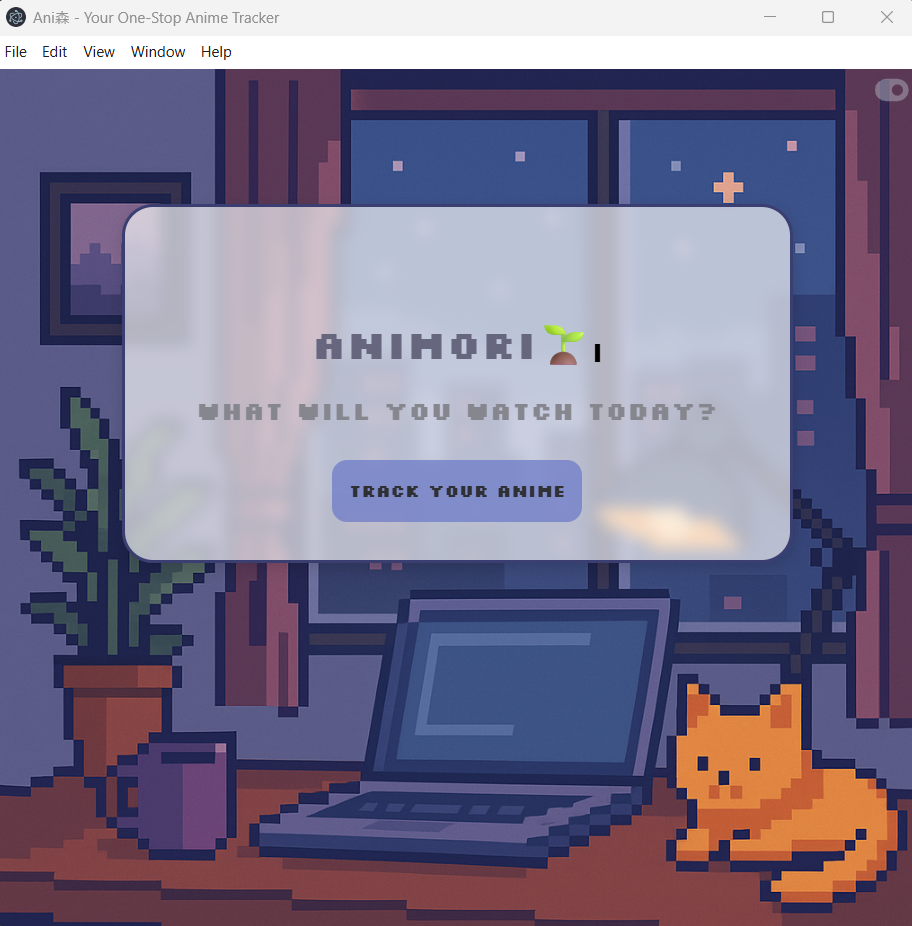 Ani森 - Your One-Stop Anime Tracker
File Edit View Window Help
ANIMORI🌱
WHAT WILL YOU WATCH TODAY?
TRACK YOUR ANIME